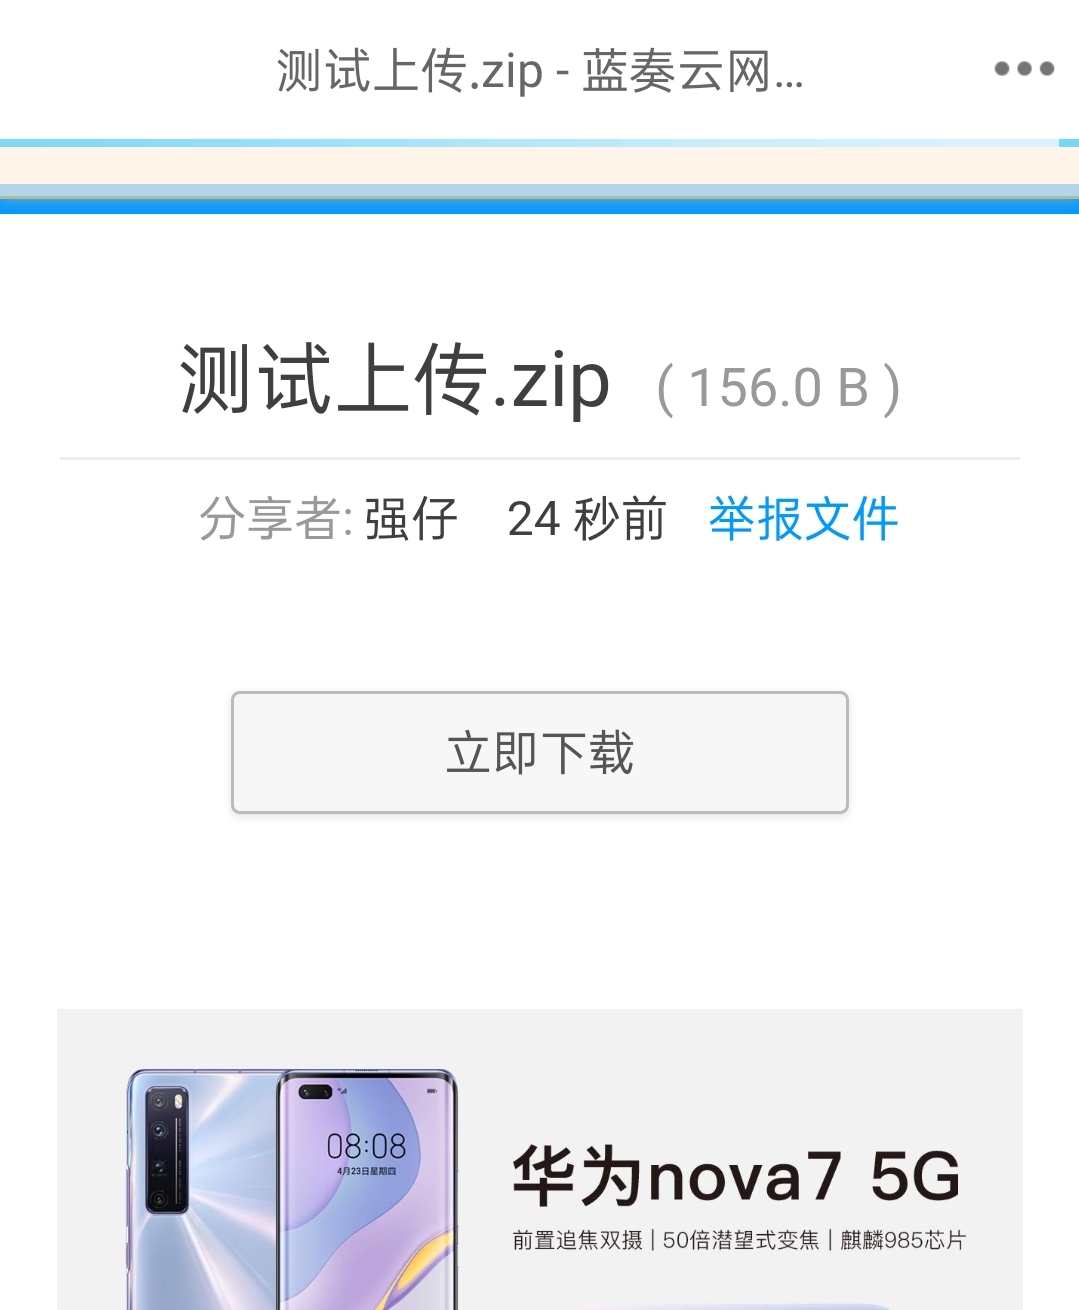 测试上传.zip - 蓝奏云网...
测试上传.zip ( 156.0 B )
分享者: 强仔 24 秒前 举报文件
立即下载
08:08
4月23日星期四
华为nova7 5G
前置追焦双摄 | 50倍潜望式变焦 | 麒麟985芯片